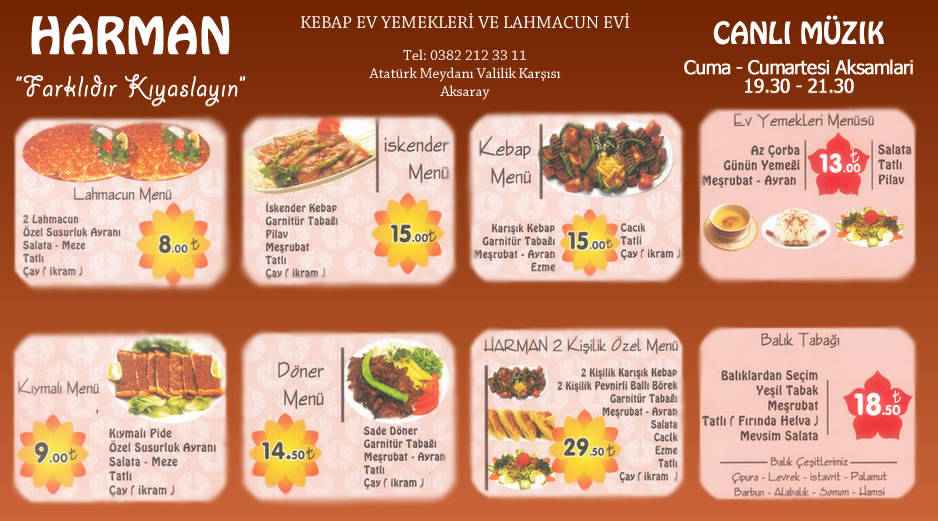 HARMAN
"Farklıdır Kıyaslayın"
KEBAP EV YEMEKLERİ VE LAHMACUN EVİ
Tel: 0382 212 33 11
Atatürk Meydanı Valilik Karşısı
Aksaray
CANLI MÜZIK
Cuma - Cumartesi Aksamlari
19.30 - 21.30
Lahmacun Menü
2 Lahmacun
Özel Susurluk Ayranı
Salata - Meze
Tatlı
Çay ( ikram )
8.00 ₺
iskender
Menü
İskender Kebap
Garnitür Tabağı
Pilav
Meşrubat
Tatlı
Çay ( ikram )
15.00₺
Kebap
Menü
Karışık Kebap
Garnitür Tabağı
Meşrubat - Ayran
Ezme
15.00₺
Cacık
Tatlı
Çay ( ikram )
Ev Yemekleri Menüsü
Az Çorba
Günün Yemeği
Meşrubat - Ayran
13.00 ₺
Salata
Tatlı
Pilav
Kıymalı Menü
Kıymalı Pide
Özel Susurluk Ayranı
Salata - Meze
Tatlı
Çay ( ikram )
9.00₺
Döner
Menü
Sade Döner
Garnitür Tabağı
Meşrubat - Ayran
Tatlı
Çay ( ikram )
14.50₺
HARMAN 2 Kişilik Özel Menü
2 Kişilik Karışık Kebap
2 Kişilik Peynirli Ballı Börek
Garnitür Tabağı
Meşrubat - Ayran
Salata
Cacık
Ezme
Tatlı
Çay ( ikram )
29.50 ₺
Balık Tabağı
Balıklardan Seçim
Yeşil Tabak
Meşrubat
Tatlı ( Fırında Helva )
Mevsim Salata
18.50 ₺
Balık Çeşitlerimiz
Çipura - Levrek - istavrit - Palamut
Barbun - Alabalık - Somon - Hamsi